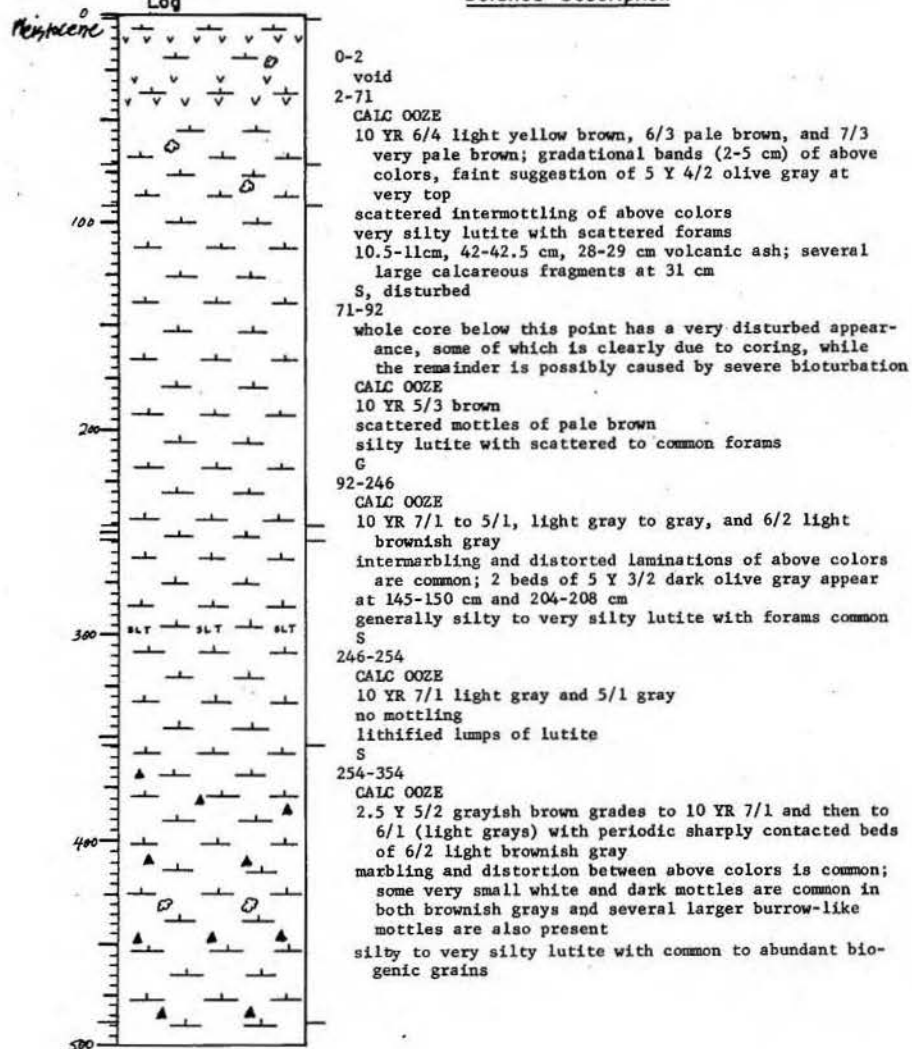 Log
0
Pleistocene
100
200
300
SLT SLT SLT
400
500
0-2
void
2-71
CALC OOZE
10 YR 6/4 light yellow brown, 6/3 pale brown, and 7/3
very pale brown; gradational bands (2-5 cm) of above
colors, faint suggestion of 5 Y 4/2 olive gray at
very top
scattered intermottling of above colors
very silty lutite with scattered forams
10.5-11cm, 42-42.5 cm, 28-29 cm volcanic ash; several
large calcareous fragments at 31 cm
S, disturbed
71-92
whole core below this point has a very disturbed appear-
ance, some of which is clearly due to coring, while
the remainder is possibly caused by severe bioturbation
CALC OOZE
10 YR 5/3 brown
scattered mottles of pale brown
silty lutite with scattered to common forams
G
92-246
CALC OOZE
10 YR 7/1 to 5/1, light gray to gray, and 6/2 light
brownish gray
intermarbling and distorted laminations of above colors
are common; 2 beds of 5 Y 3/2 dark olive gray appear
at 145-150 cm and 204-208 cm
generally silty to very silty lutite with forams common
S
246-254
CALC OOZE
10 YR 7/1 light gray and 5/1 gray
no mottling
lithified lumps of lutite
S
254-354
CALC OOZE
2.5 Y 5/2 grayish brown grades to 10 YR 7/1 and then to
6/1 (light grays) with periodic sharply contacted beds
of 6/2 light brownish gray
marbling and distortion between above colors is common;
some very small white and dark mottles are common in
both brownish grays and several larger burrow-like
mottles are also present
silty to very silty lutite with common to abundant bio-
genic grains